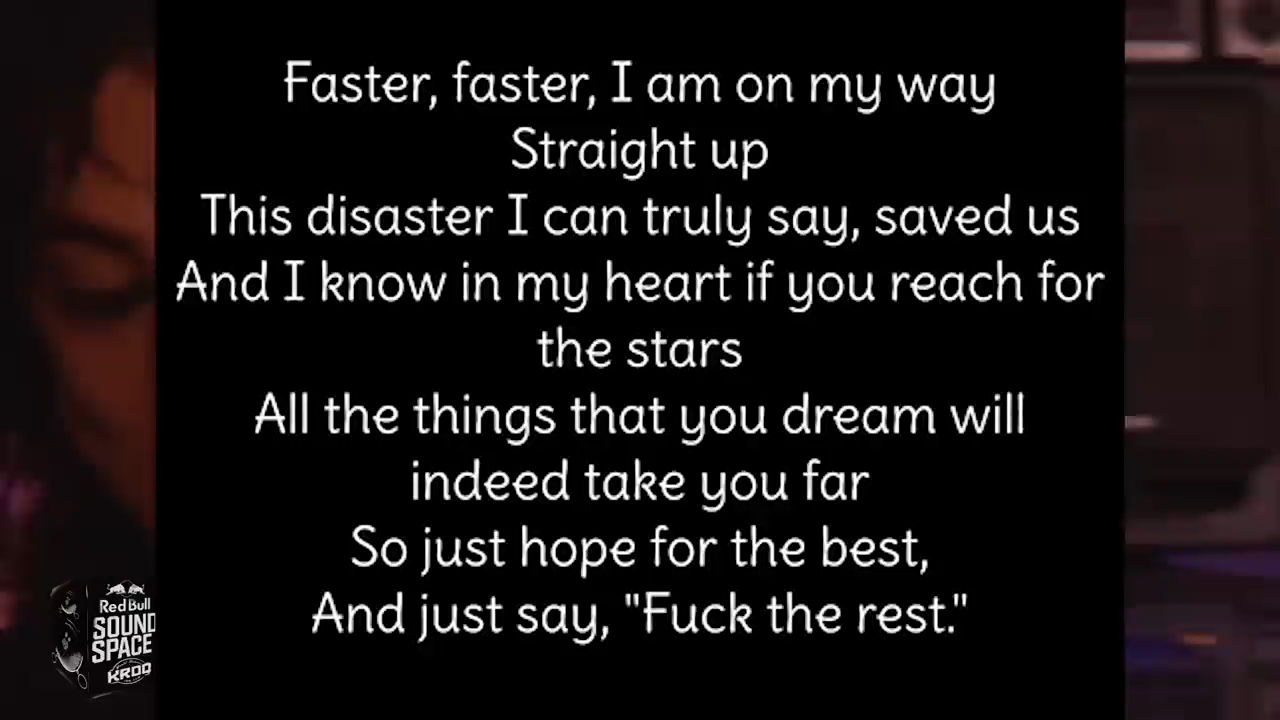 Faster, faster, I am on my way
Straight up
This disaster I can truly say, saved us
And I know in my heart if you reach for
the stars
All the things that you dream will
indeed take you far
So just hope for the best,
And just say, "Fuck the rest."
Red Bull
SOUND
SPACE
KROQ